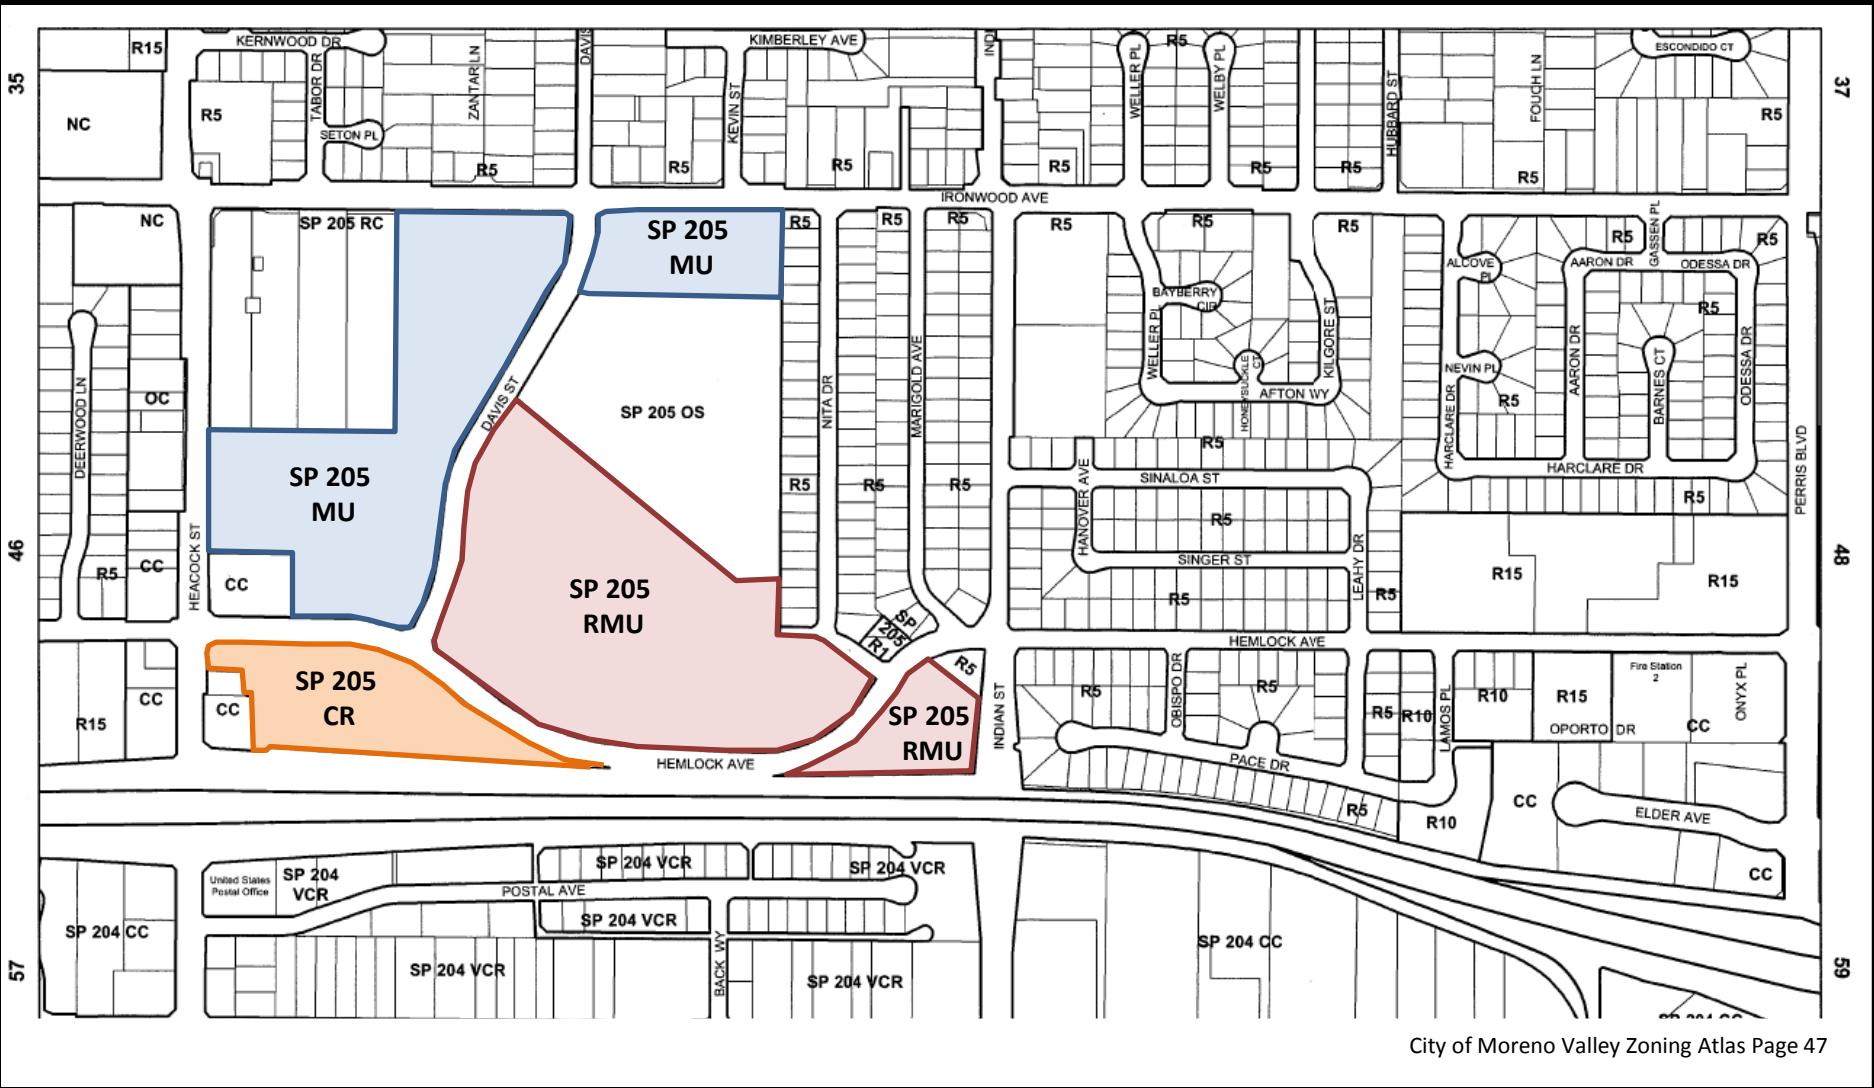 35
37
46
48
57
59
R15
KERNWOOD DR
TABOR DR
ZANTAR LN
DAVIS
KIMBERLEY AVE
IND
WELLER PL
R5
WELBY PL
HUBBARD ST
FOUCH LN
ESCONDIDO CT
NC
R5
SETON PL
R5
KEVIN ST
R5
R5
R5
R5
R5
R5
R5
IRONWOOD AVE
NC
SP 205 RC
SP 205
MU
R5
R5
R5
R5
R5
R5
R5
GASSEN PL
R5
ALCOVE
PL
AARON DR
ODESSA DR
BAYBERRY
CIR
WELLER PL
KILGORE ST
R5
AARON DR
BARNES CT
ODESSA DR
HONEYSUCKLE
CT
AFTON WY
NEVIN PL
R5
HARCLARE DR
DEERWOOD LN
OC
DAVIS ST
SP 205 OS
NITA DR
MARIGOLD AVE
R5
HARCLARE DR
PERRIS BLVD
SP 205
MU
R5
R5
R5
HANOVER AVE
SINALOA ST
R5
R5
SINGER ST
LEAHY DR
R5
R5
R15
R15
HEACOCK ST
R5
CC
CC
SP 205
RMU
SP
205
R1
HEMLOCK AVE
SP 205
CR
R15
CC
CC
R5
SP 205
RMU
INDIAN ST
R5
OBISPO DR
R5
R5
R10
LAMOS PL
R10
R15
Fire Station
2
CC
ONYX PL
OPORTO DR
HEMLOCK AVE
PACE DR
R5
R10
CC
ELDER AVE
CC
United States
Postal Office
SP 204
VCR
SP 204 VCR
SP 204 VCR
POSTAL AVE
SP 204 VCR
SP 204 CC
SP 204 VCR
BACK WY
SP 204 VCR
SP 204 CC
City of Moreno Valley Zoning Atlas Page 47